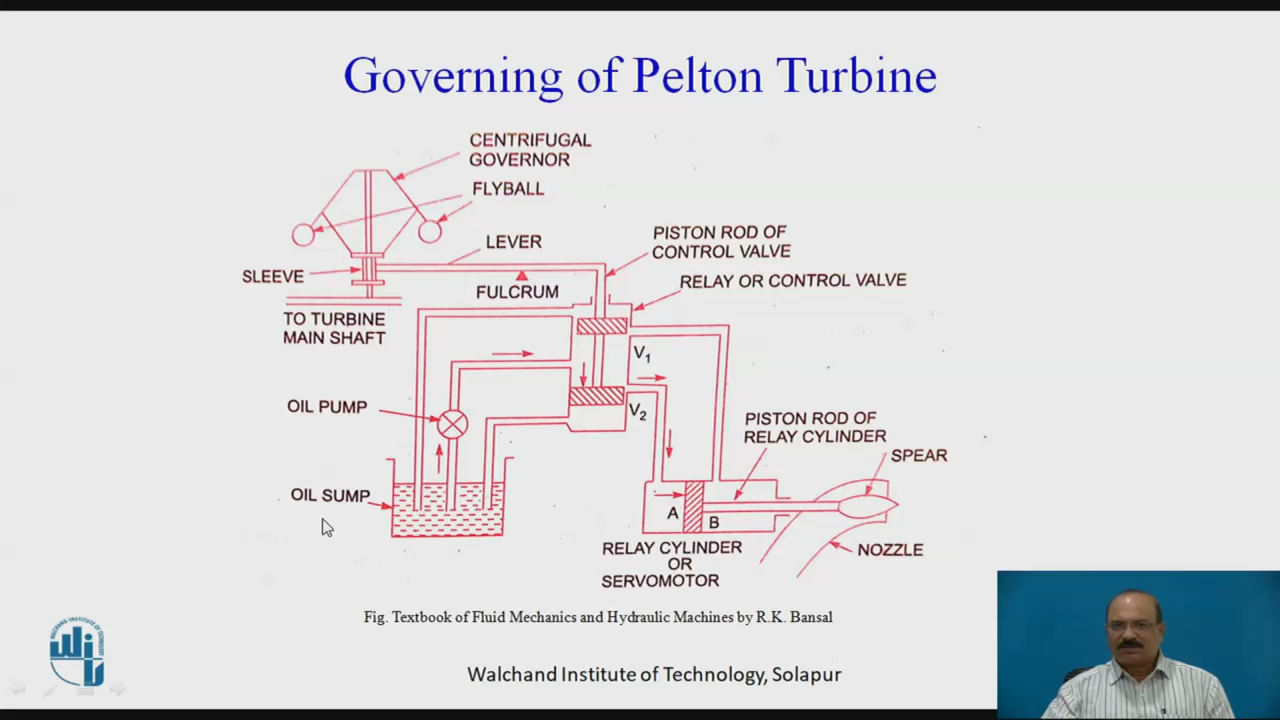 Governing of Pelton Turbine
CENTRIFUGAL
GOVERNOR
FLYBALL
LEVER
PISTON ROD OF
CONTROL VALVE
SLEEVE
FULCRUM
RELAY OR CONTROL VALVE
TO TURBINE
MAIN SHAFT
V1
OIL PUMP
V2
PISTON ROD OF
RELAY CYLINDER
SPEAR
OIL SUMP
A
B
RELAY CYLINDER
OR
SERVOMOTOR
NOZZLE
Fig. Textbook of Fluid Mechanics and Hydraulic Machines by R.K. Bansal
Walchand Institute of Technology, Solapur